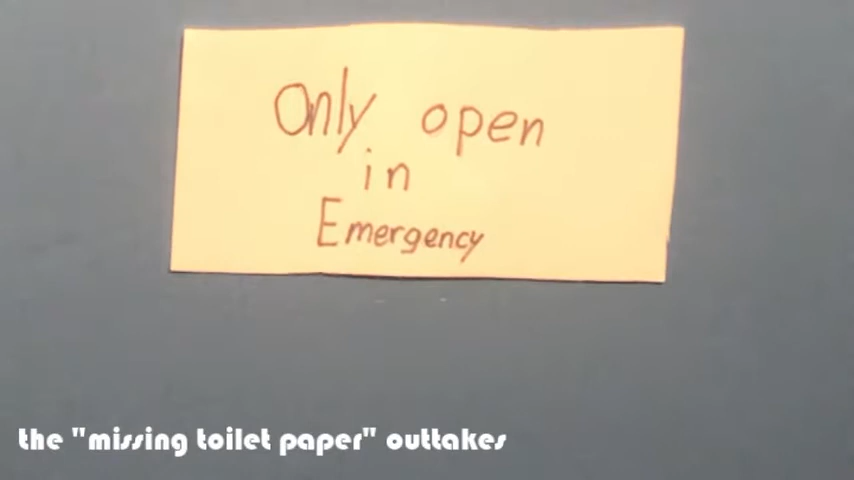 Only open
in
Emergency
the "missing toilet paper" outtakes